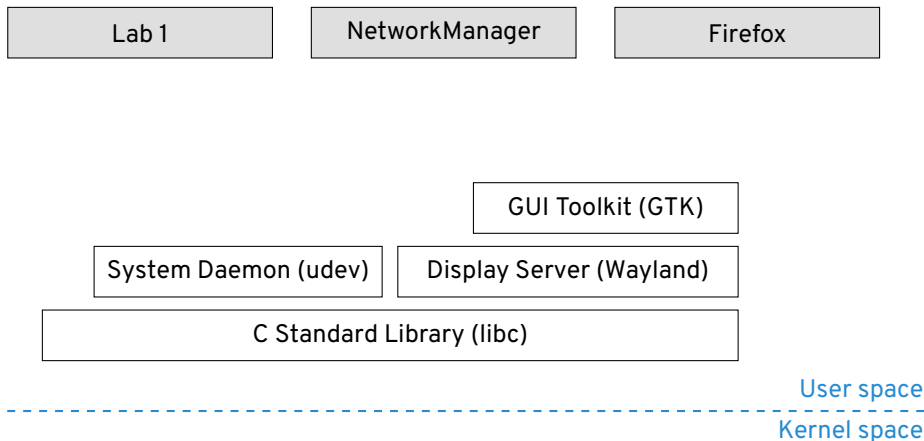 Lab 1
NetworkManager
Firefox
GUI Toolkit (GTK)
System Daemon (udev)
Display Server (Wayland)
C Standard Library (libc)
User space
Kernel space